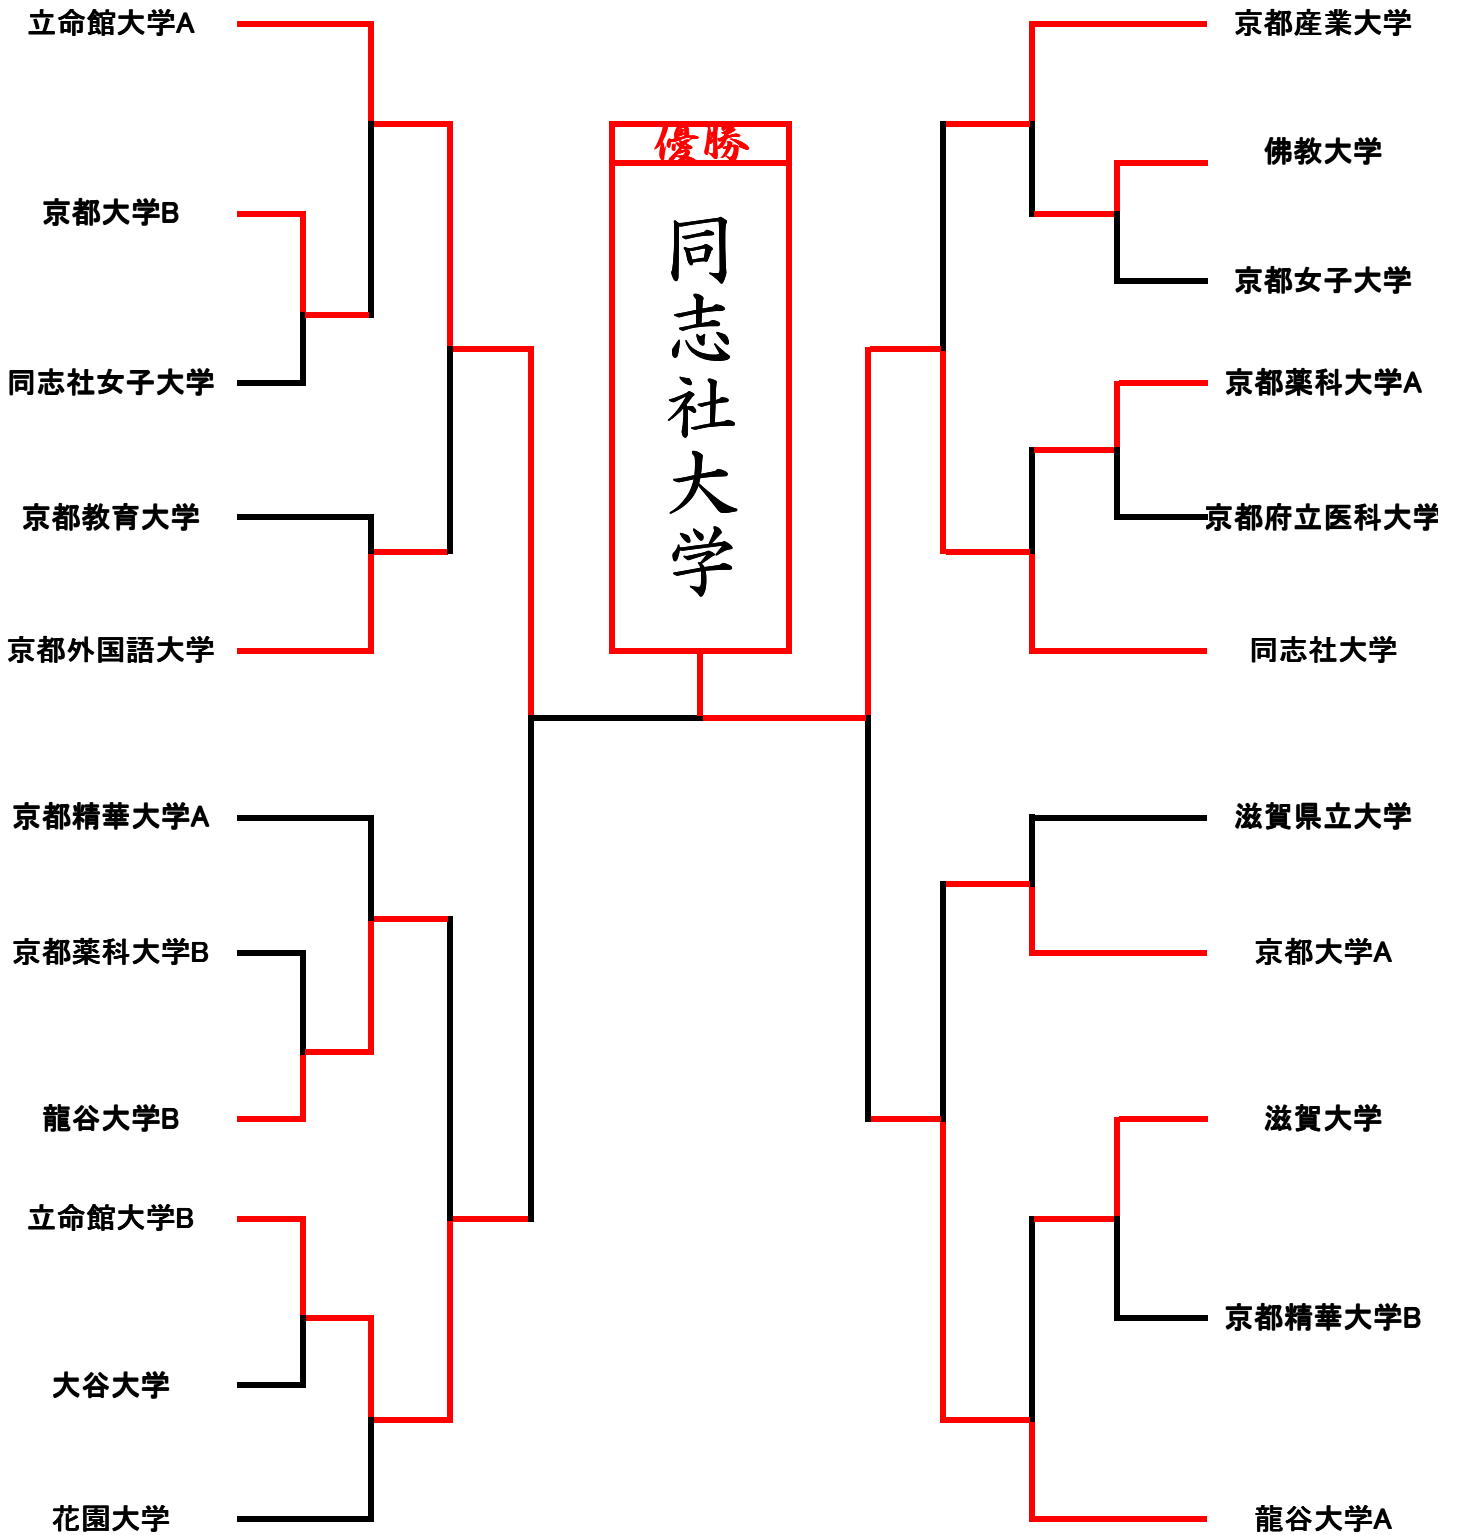 立命館大学A
京都大学B
同志社女子大学
京都教育大学
京都外国語大学
京都精華大学A
京都薬科大学B
龍谷大学B
立命館大学B
大谷大学
花園大学
優勝
同志社大学
京都産業大学
佛教大学
京都女子大学
京都薬科大学A
京都府立医科大学
同志社大学
滋賀県立大学
京都大学A
滋賀大学
京都精華大学B
龍谷大学A